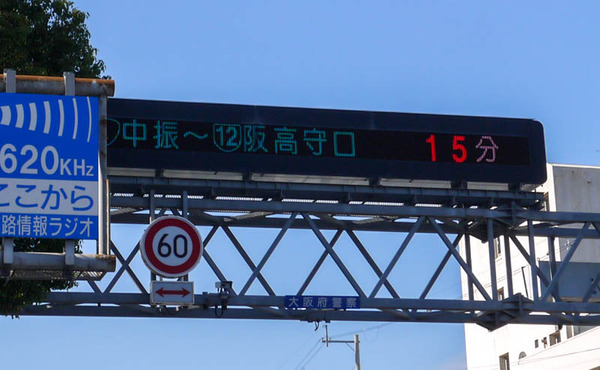 中振～⑫阪高守口 15分
620KHz
ここから
路情報ラジオ
60
大阪府警察